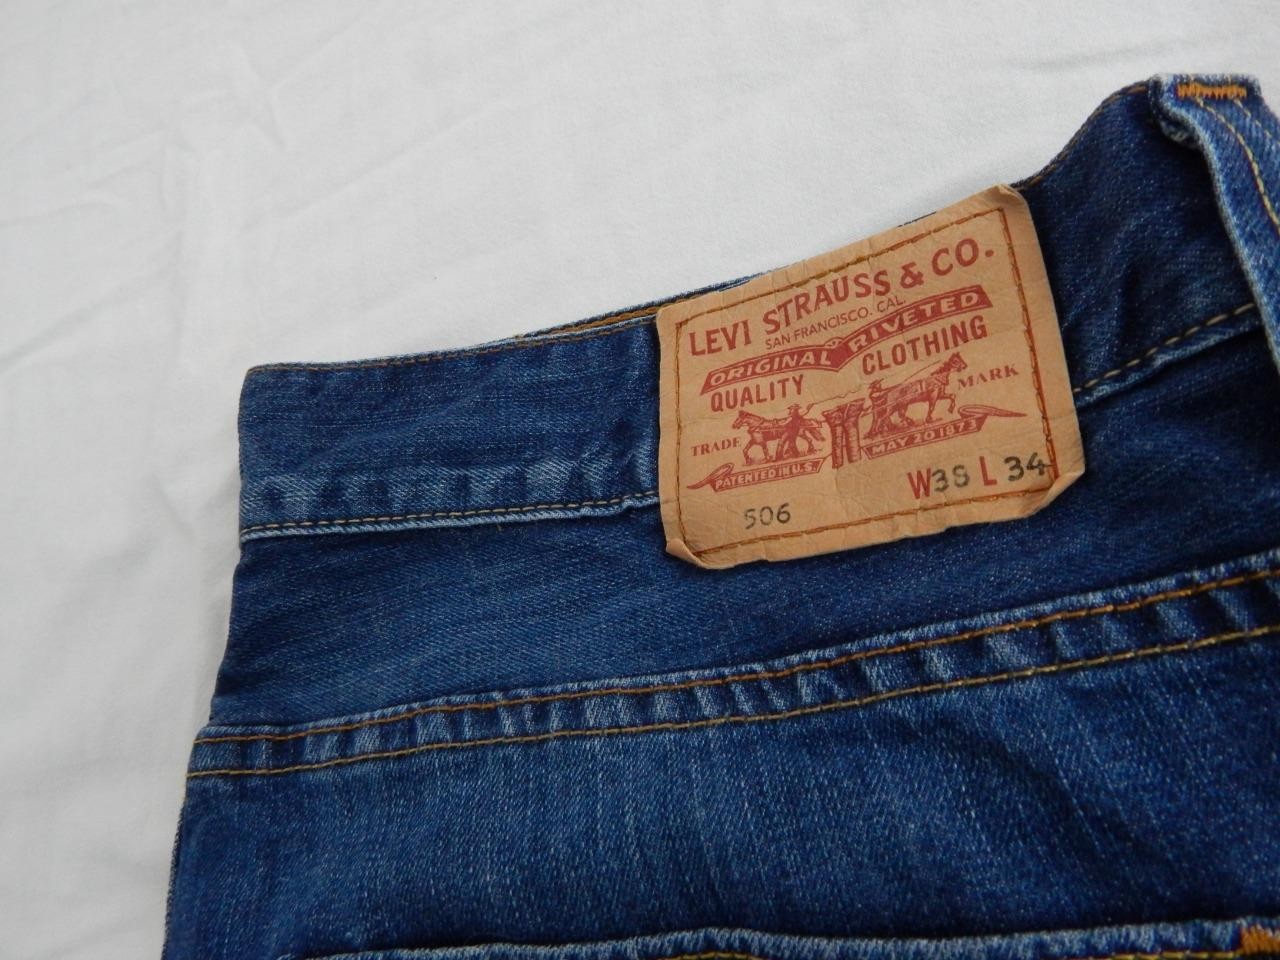 LEVI STRAUSS & CO.
SAN FRANCISCO. CAL.
ORIGINAL RIVETED
QUALITY CLOTHING
TRADE MARK
PATENTED IN U.S. MAY 20 1873
W38 L 34
506